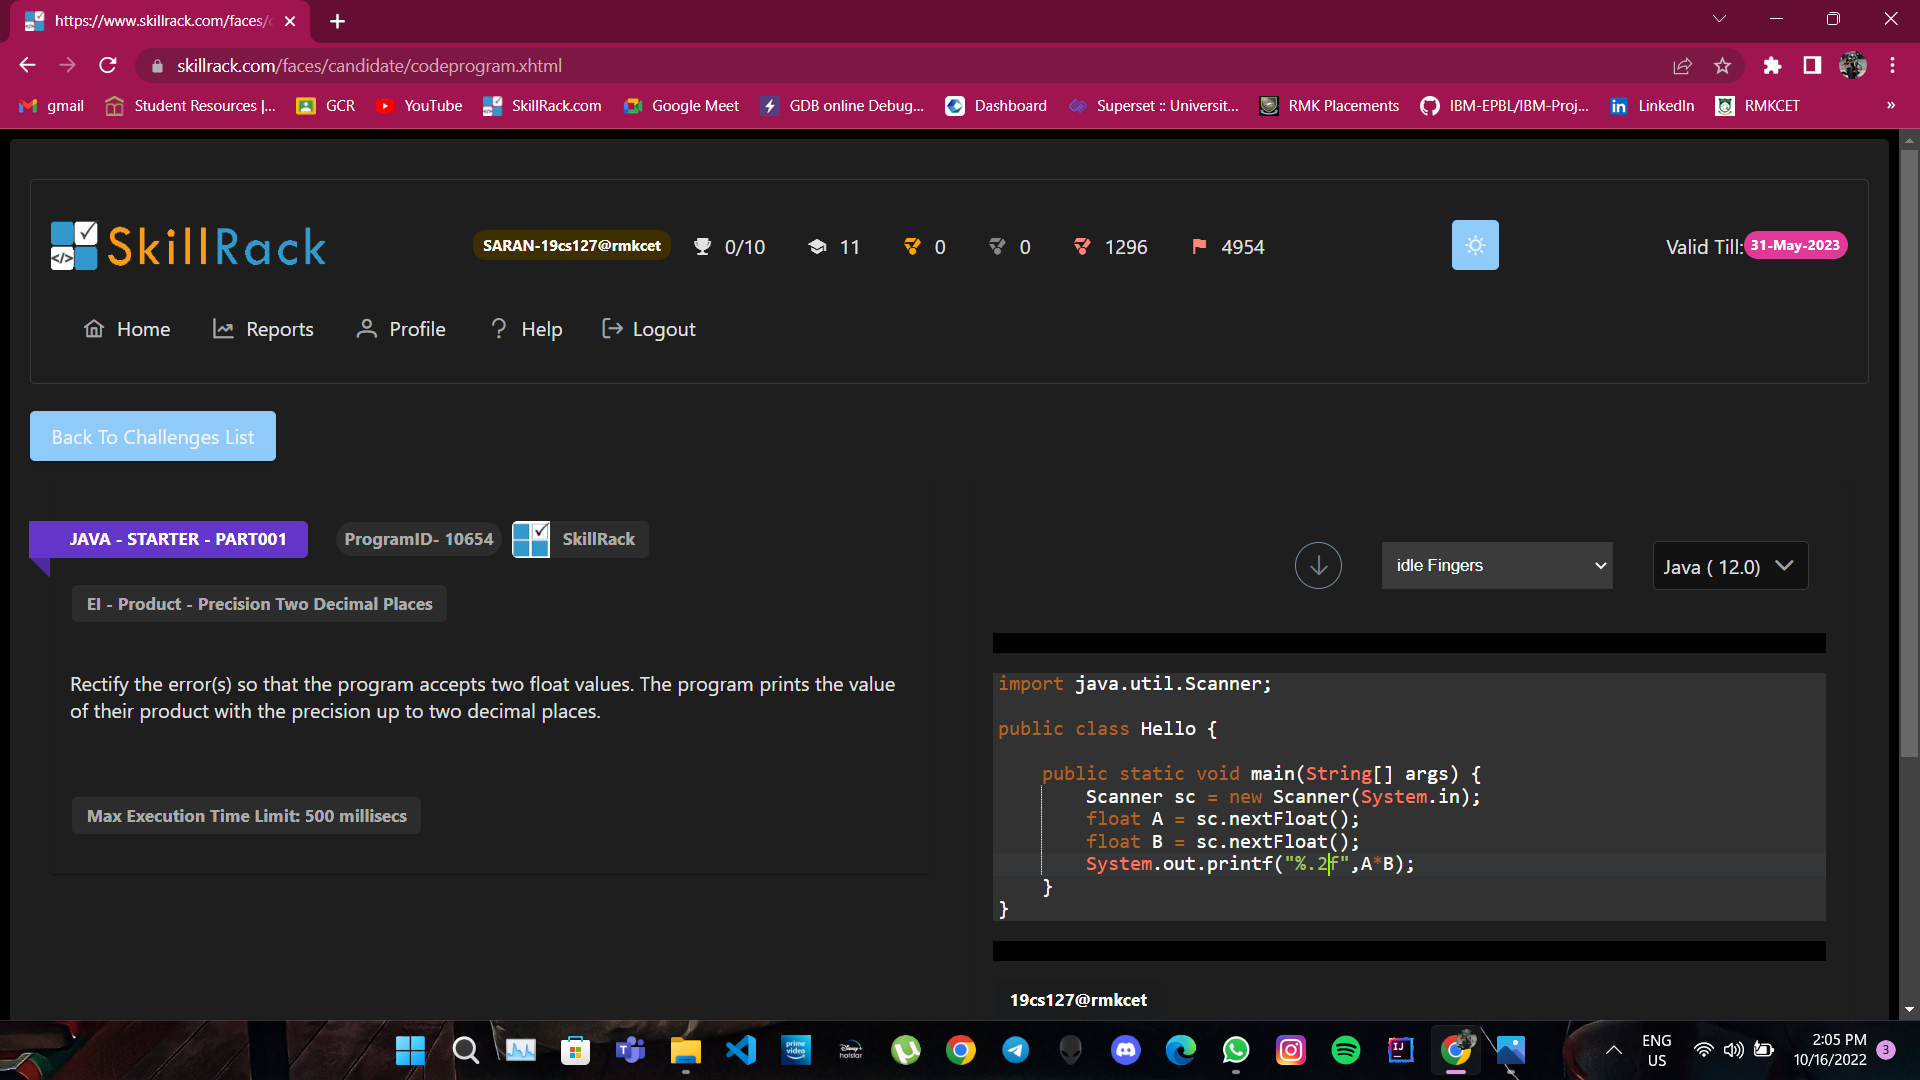 https://www.skillrack.com/faces/c
skillrack.com/faces/candidate/codeprogram.xhtml
gmail Student Resources |... GCR YouTube SkillRack.com Google Meet GDB online Debug... Dashboard Superset :: Universit... RMK Placements IBM-EPBL/IBM-Proj... LinkedIn RMKCET »
SkillRack SARAN-19cs127@rmkcet 0/10 11 0 0 1296 4954 Valid Till: 31-May-2023
Home Reports Profile Help Logout
Back To Challenges List
JAVA - STARTER - PART001 ProgramID- 10654 SkillRack
EI - Product - Precision Two Decimal Places
Rectify the error(s) so that the program accepts two float values. The program prints the value
of their product with the precision up to two decimal places.
Max Execution Time Limit: 500 millisecs
idle Fingers Java ( 12.0)
import java.util.Scanner;
public class Hello {
public static void main(String[] args) {
Scanner sc = new Scanner(System.in);
float A = sc.nextFloat();
float B = sc.nextFloat();
System.out.printf("%.2f",A*B);
}
}
19cs127@rmkcet
prime video
Disney+ hotstar
ENG
US
2:05 PM
10/16/2022
3